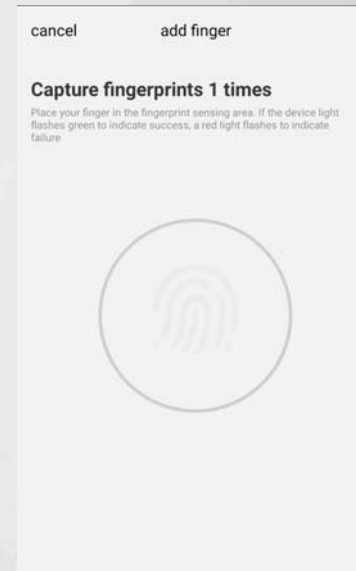 cancel add finger
Capture fingerprints 1 times
Place your finger in the fingerprint sensing area. If the device light
flashes green to indicate success, a red light flashes to indicate
failure